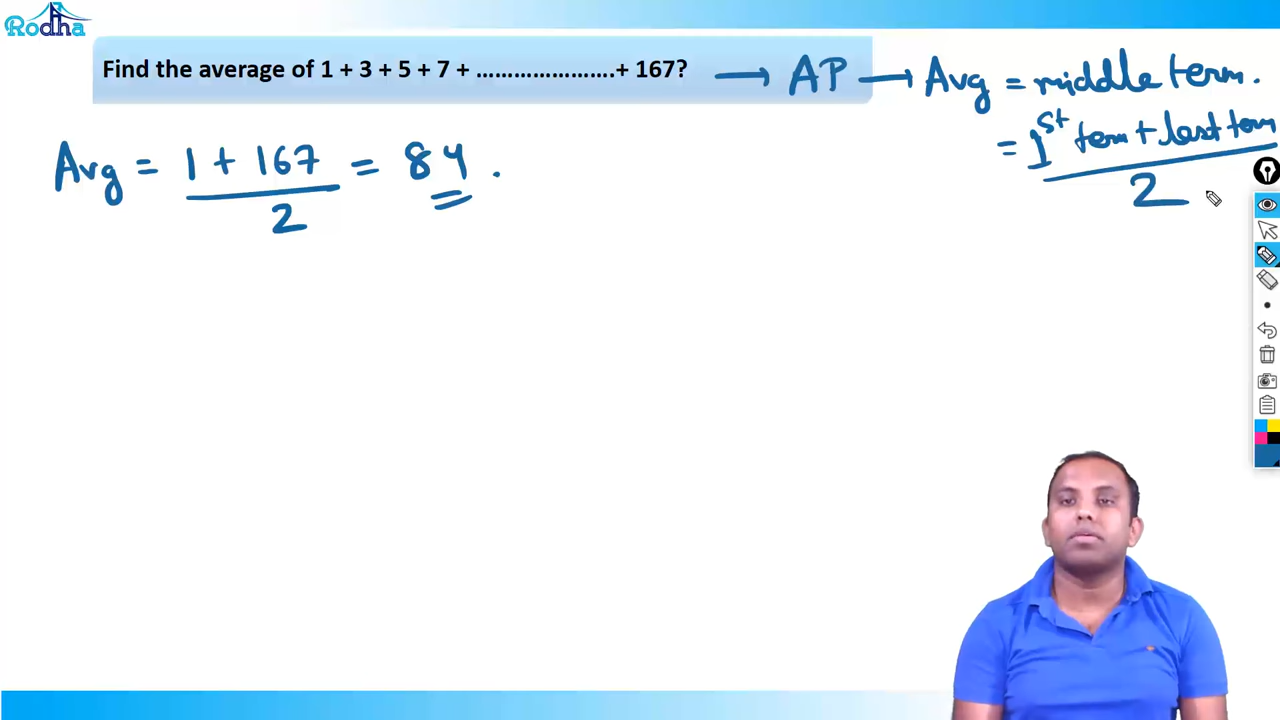 Rodha
Find the average of 1 + 3 + 5 + 7 + ......................+ 167? → AP → Avg = middle term.
= 1st term + last term
2
Avg = 1 + 167 = 84.
2